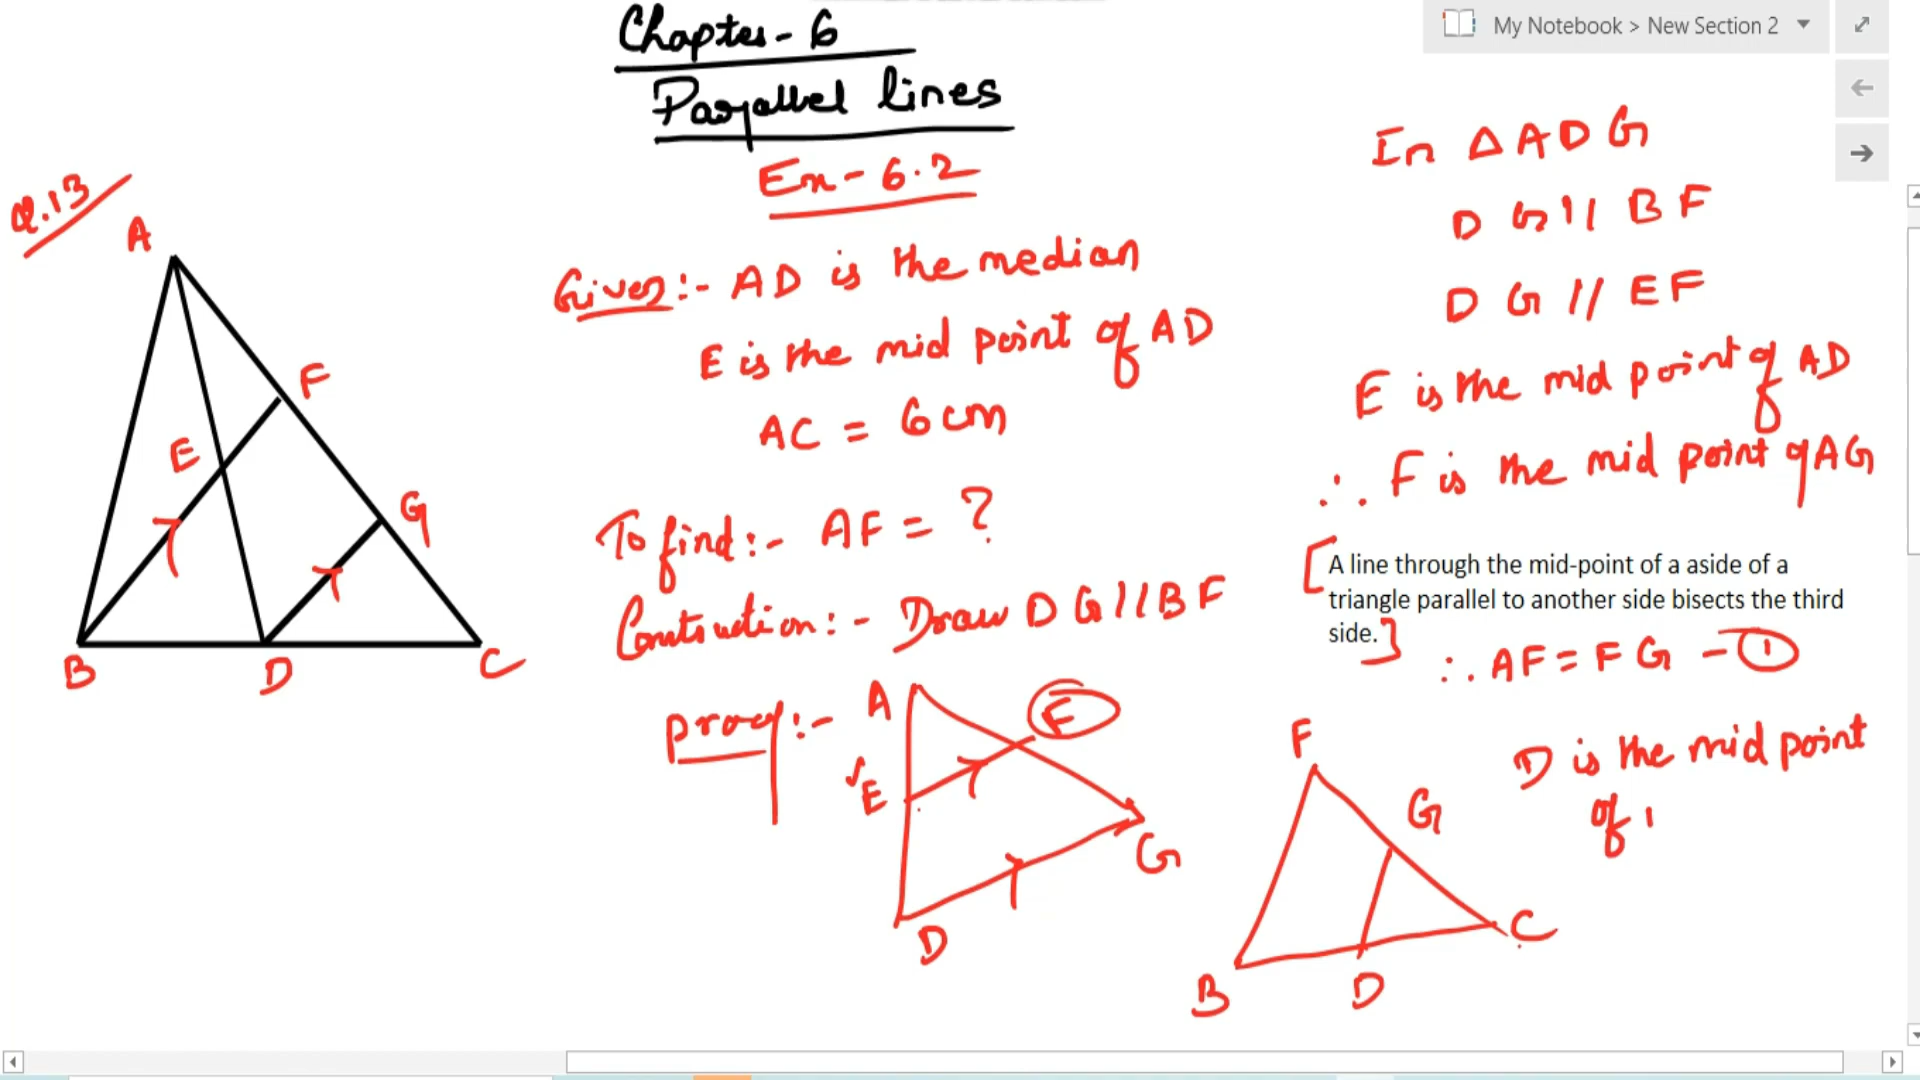 My Notebook > New Section 2
Chapter - 6
Parallel lines
Ex - 6.2
Q.13
A
F
E
G
B
D
C
Given :- AD is the median
E is the mid point of AD
AC = 6 cm
To find :- AF = ?
Construction :- Draw DG // BF
proof :-
A
F
E
G
D
In △ ADG
DG // BF
DG // EF
E is the mid point of AD
∴ F is the mid point of AG
[A line through the mid-point of a aside of a
triangle parallel to another side bisects the third
side.]
∴ AF = FG - ①
D is the mid point
of
F
G
C
B
D